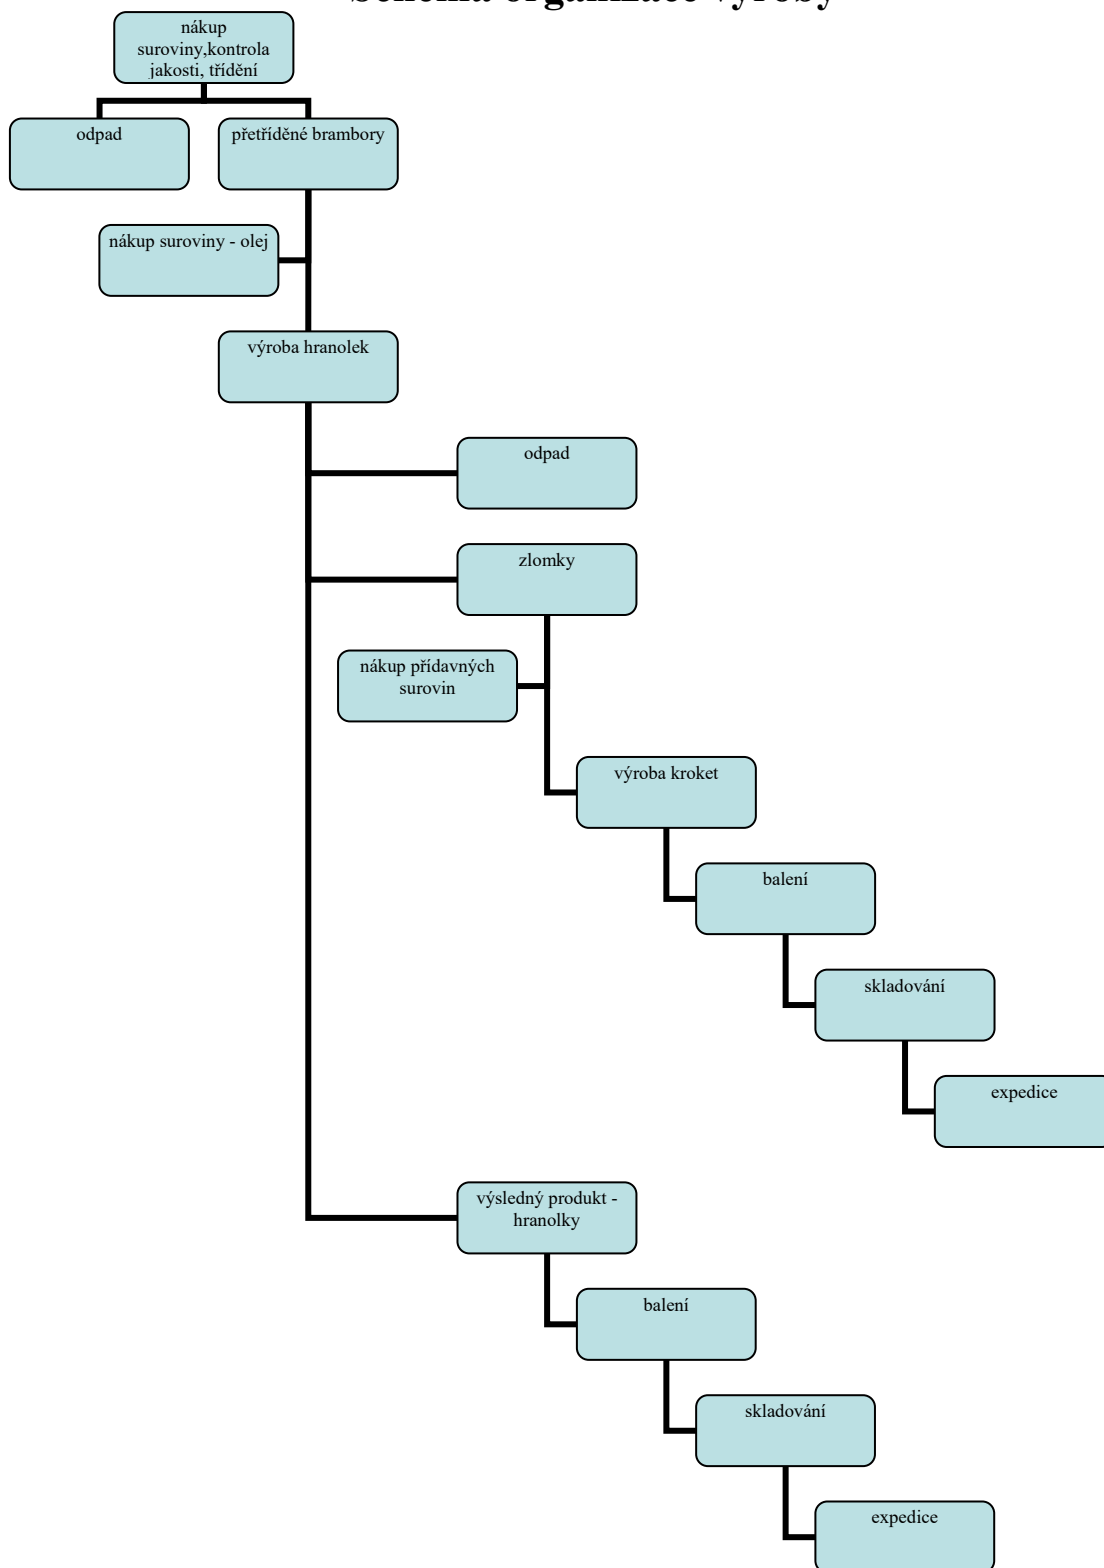 Schéma organizace výroby
nákup
suroviny,kontrola
jakosti, třídění
odpad
přetříděné brambory
nákup suroviny - olej
výroba hranolek
odpad
zlomky
nákup přídavných
surovin
výroba kroket
balení
skladování
expedice
výsledný produkt -
hranolky
balení
skladování
expedice